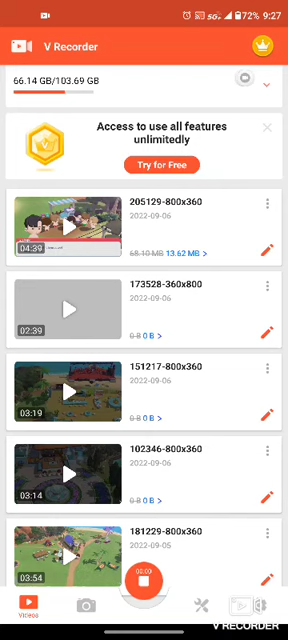 72% 9:27
V Recorder
66.14 GB/103.69 GB
Access to use all features
unlimitedly
Try for Free
205129-800x360
2022-09-06
04:39
68.10 MB 13.62 MB >
173528-360x800
2022-09-06
02:39
0 B 0 B >
151217-800x360
2022-09-06
03:19
0 B 0 B >
102346-800x360
2022-09-06
03:14
0 B 0 B >
181229-800x360
2022-09-05
03:54
Videos
V RECORDER